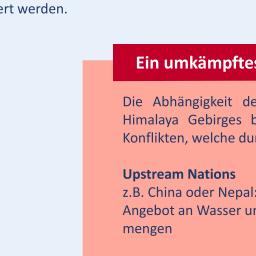 ert werden.
Ein umkämpftes
Die Abhängigkeit de
Himalaya Gebirges b
Konflikten, welche du
Upstream Nations
z.B. China oder Nepal:
Angebot an Wasser u
mengen